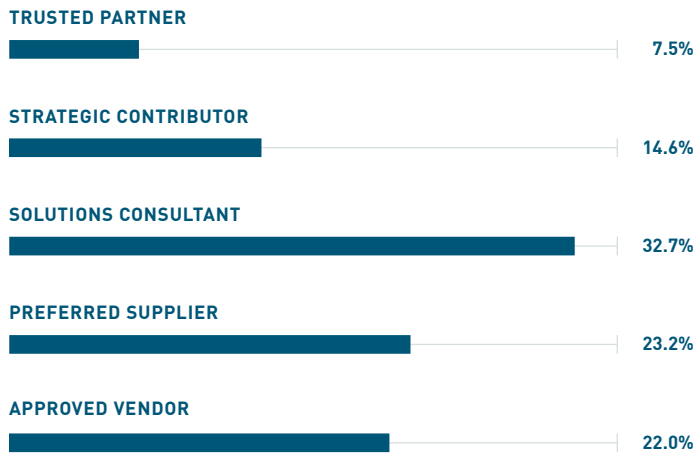 TRUSTED PARTNER
7.5%
STRATEGIC CONTRIBUTOR
14.6%
SOLUTIONS CONSULTANT
32.7%
PREFERRED SUPPLIER
23.2%
APPROVED VENDOR
22.0%